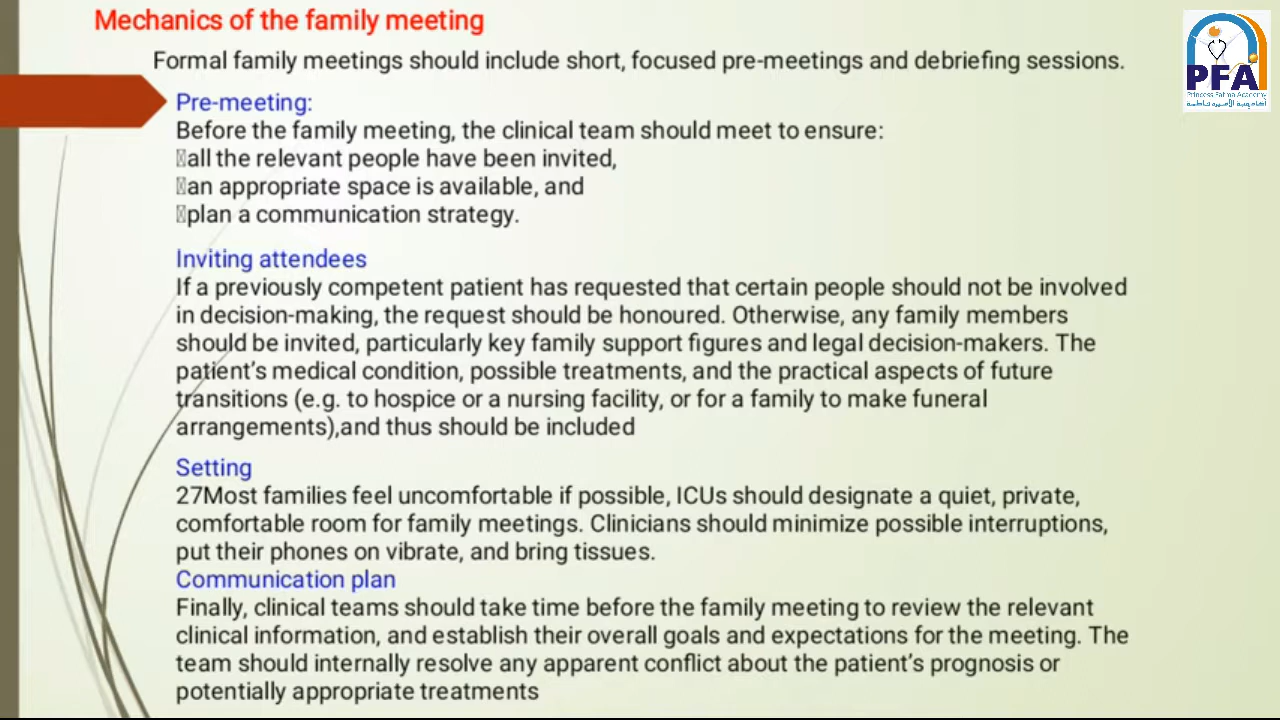 Mechanics of the family meeting
Formal family meetings should include short, focused pre-meetings and debriefing sessions.
PFA
Princess Fatma Academy
أكاديمية الأميرة فاطمة
Pre-meeting:
Before the family meeting, the clinical team should meet to ensure:
all the relevant people have been invited,
an appropriate space is available, and
plan a communication strategy.
Inviting attendees
If a previously competent patient has requested that certain people should not be involved
in decision-making, the request should be honoured. Otherwise, any family members
should be invited, particularly key family support figures and legal decision-makers. The
patient’s medical condition, possible treatments, and the practical aspects of future
transitions (e.g. to hospice or a nursing facility, or for a family to make funeral
arrangements),and thus should be included
Setting
27Most families feel uncomfortable if possible, ICUs should designate a quiet, private,
comfortable room for family meetings. Clinicians should minimize possible interruptions,
put their phones on vibrate, and bring tissues.
Communication plan
Finally, clinical teams should take time before the family meeting to review the relevant
clinical information, and establish their overall goals and expectations for the meeting. The
team should internally resolve any apparent conflict about the patient’s prognosis or
potentially appropriate treatments